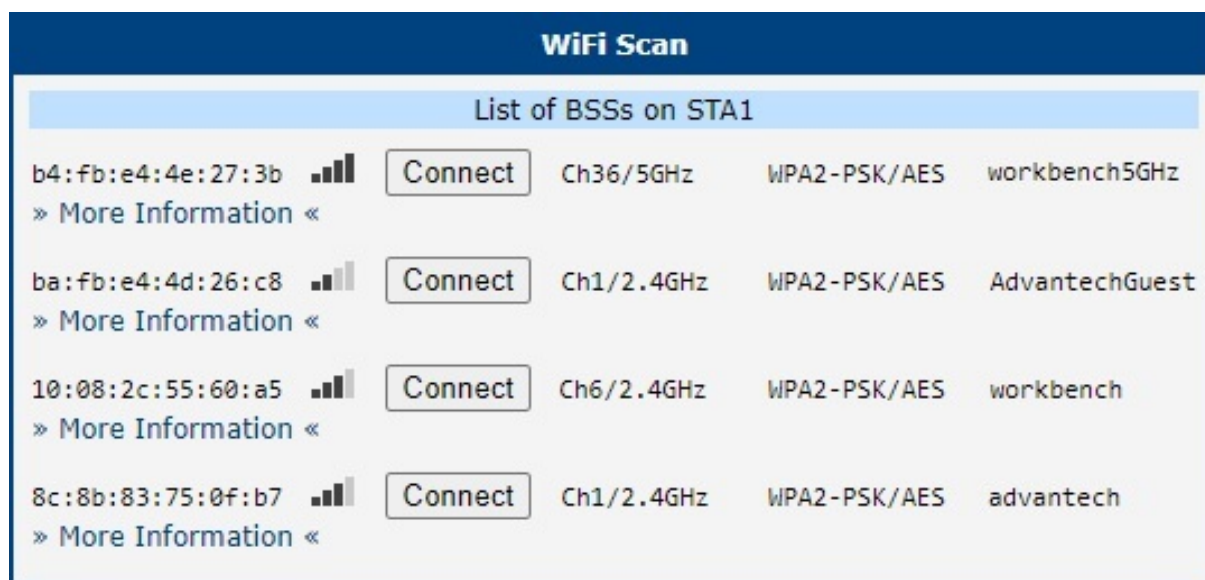 WiFi Scan
List of BSSs on STA1
b4:fb:e4:4e:27:3b Connect Ch36/5GHz WPA2-PSK/AES workbench5GHz
» More Information «
ba:fb:e4:4d:26:c8 Connect Ch1/2.4GHz WPA2-PSK/AES AdvantechGuest
» More Information «
10:08:2c:55:60:a5 Connect Ch6/2.4GHz WPA2-PSK/AES workbench
» More Information «
8c:8b:83:75:0f:b7 Connect Ch1/2.4GHz WPA2-PSK/AES advantech
» More Information «